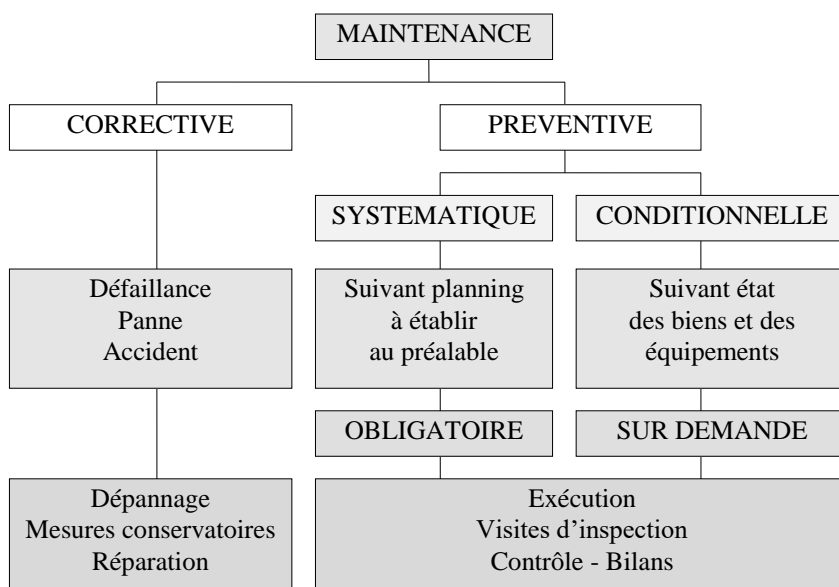 MAINTENANCE
CORRECTIVE
PREVENTIVE
SYSTEMATIQUE
CONDITIONNELLE
Défaillance
Panne
Accident
Suivant planning
à établir
au préalable
Suivant état
des biens et des
équipements
OBLIGATOIRE
SUR DEMANDE
Dépannage
Mesures conservatoires
Réparation
Exécution
Visites d’inspection
Contrôle - Bilans